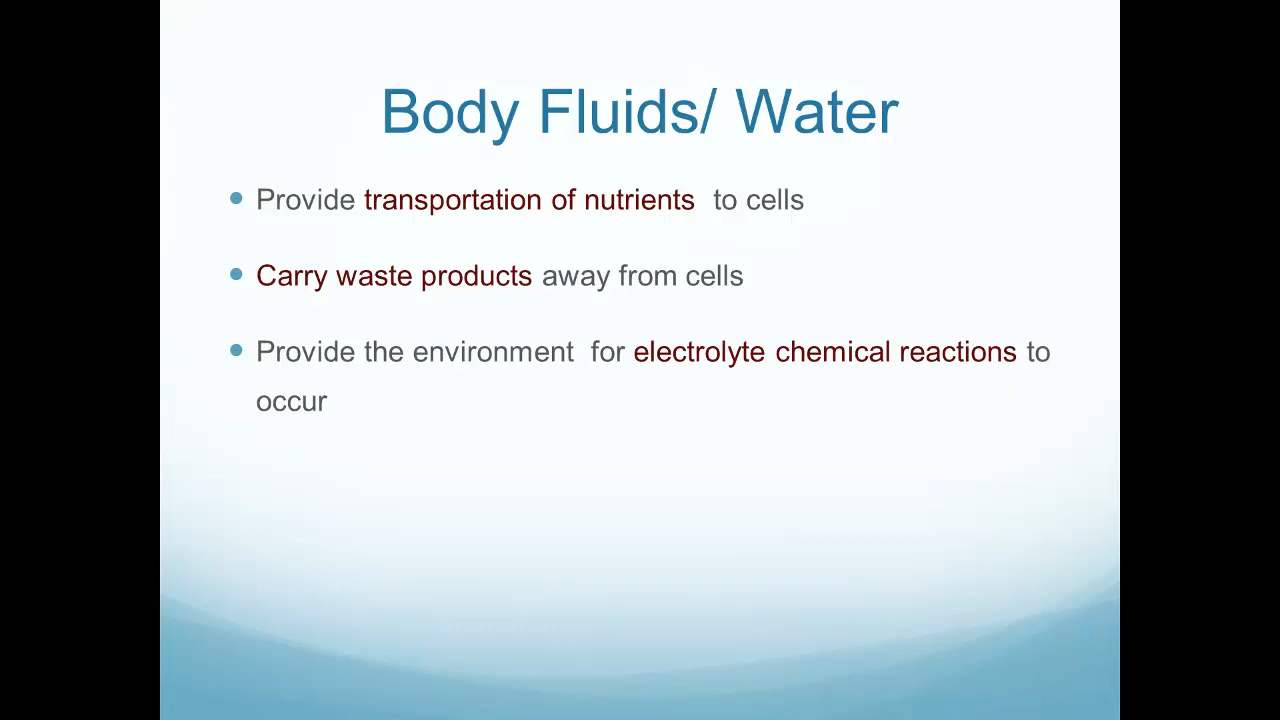 Body Fluids/ Water
• Provide transportation of nutrients  to cells
• Carry waste products away from cells
• Provide the environment  for electrolyte chemical reactions to
occur